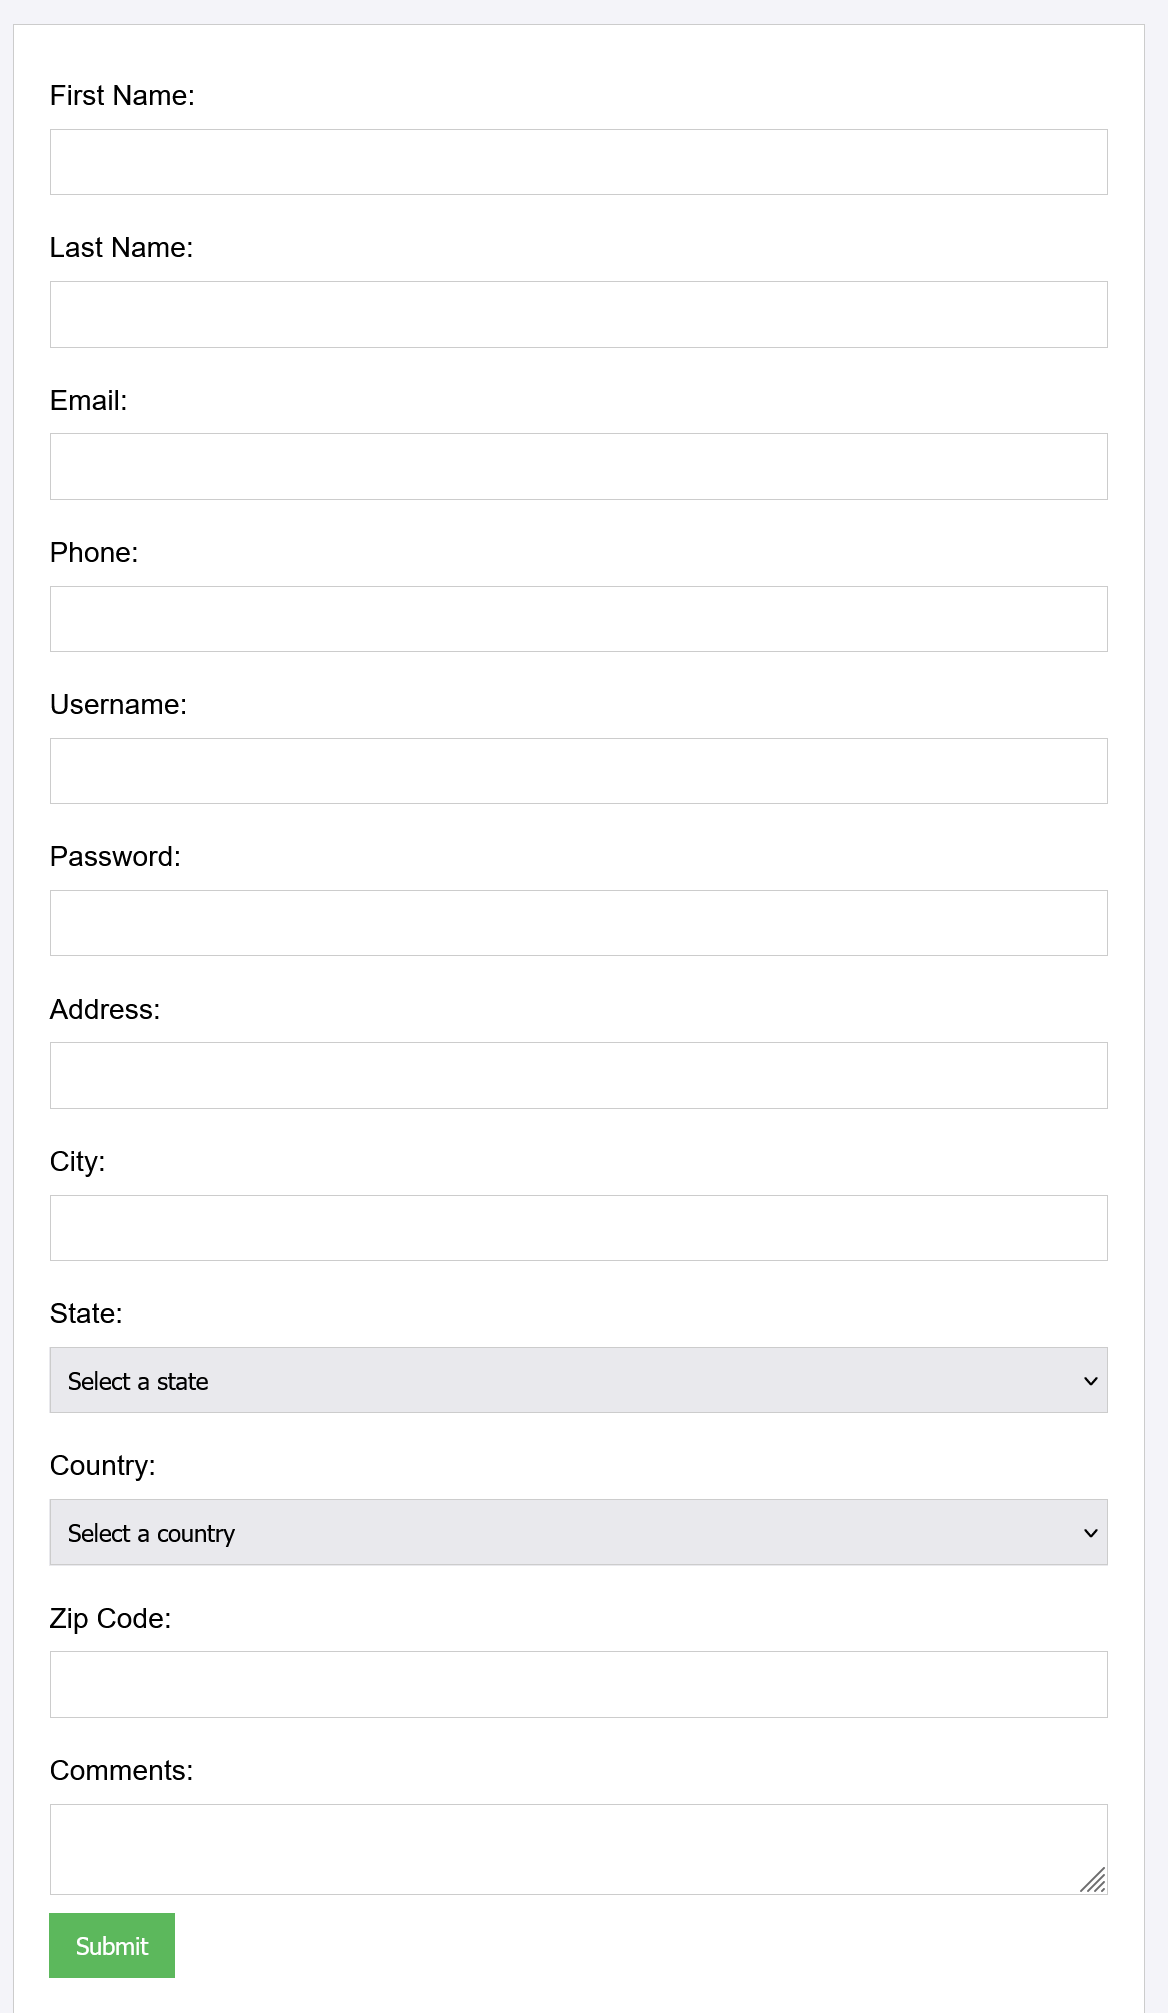 First Name:
Last Name:
Email:
Phone:
Username:
Password:
Address:
City:
State:
Select a state
Country:
Select a country
Zip Code:
Comments:
Submit